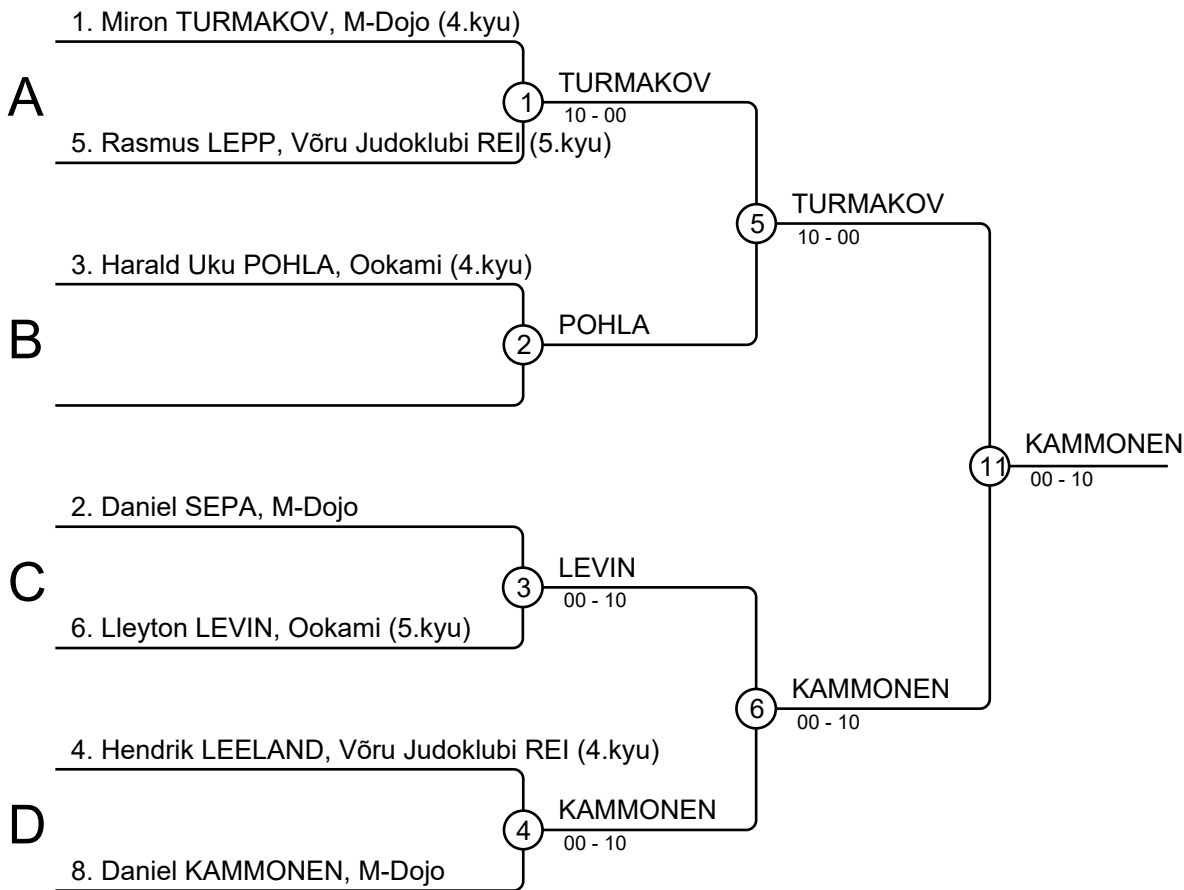 1. Miron TURMAKOV, M-Dojo (4.kyu)
A
1
TURMAKOV
10 - 00
5. Rasmus LEPP, Võru Judoklubi REI (5.kyu)
5
TURMAKOV
10 - 00
3. Harald Uku POHLA, Ookami (4.kyu)
B
2
POHLA
11
KAMMONEN
00 - 10
2. Daniel SEPA, M-Dojo
C
3
LEVIN
00 - 10
6. Lleyton LEVIN, Ookami (5.kyu)
6
KAMMONEN
00 - 10
4. Hendrik LEELAND, Võru Judoklubi REI (4.kyu)
D
4
KAMMONEN
00 - 10
8. Daniel KAMMONEN, M-Dojo